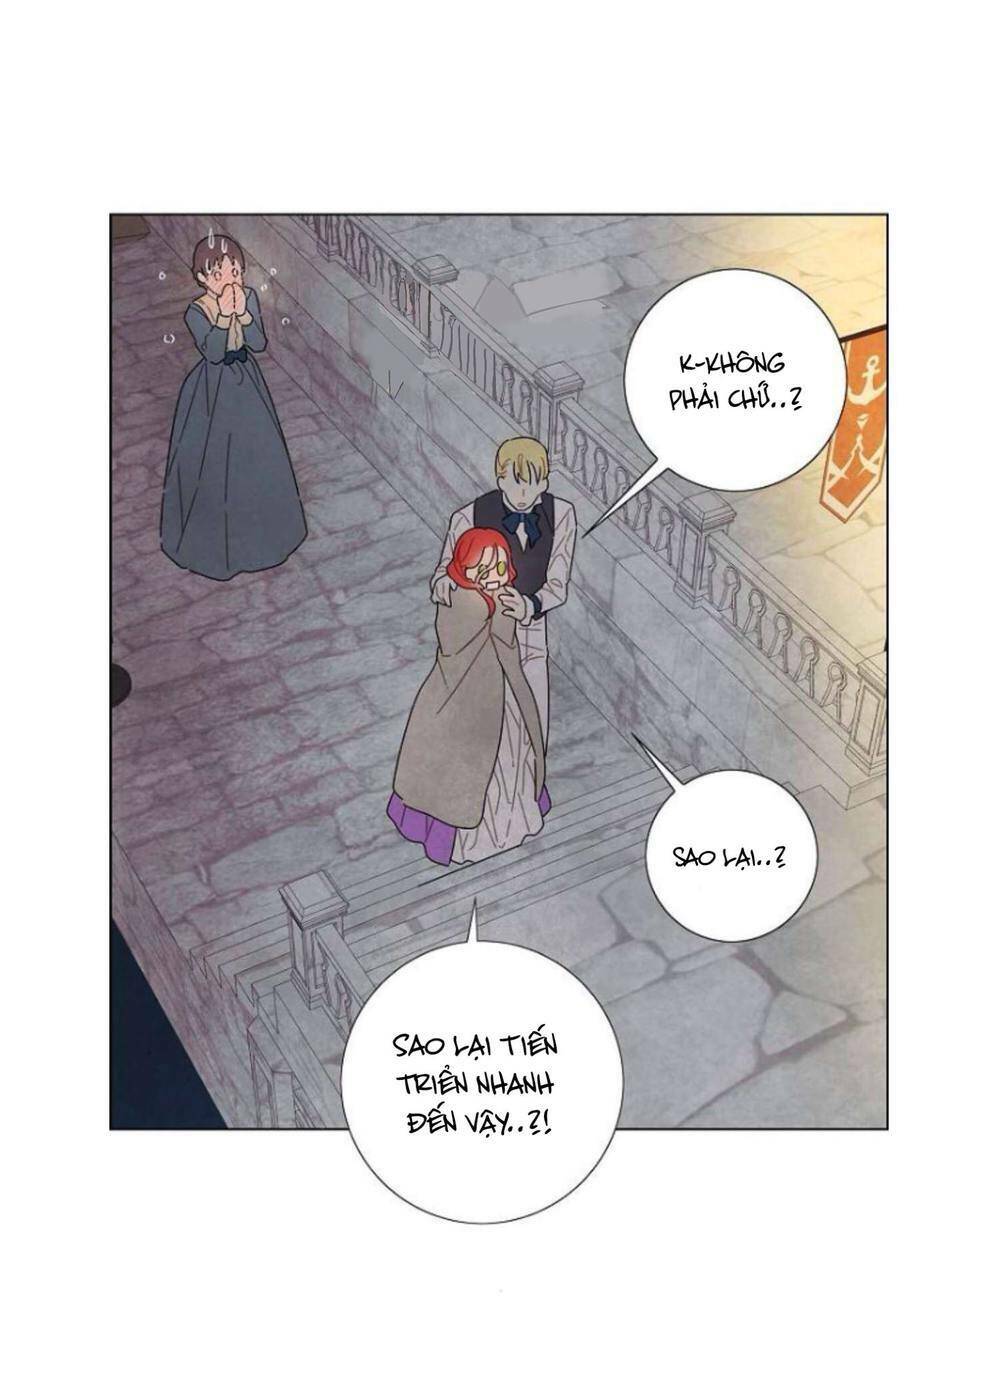 K-KHÔNG
PHẢI CHỨ..?
SAO LẠI..?
SAO LẠI TIẾN
TRIỂN NHANH
ĐẾN VẬY..?!